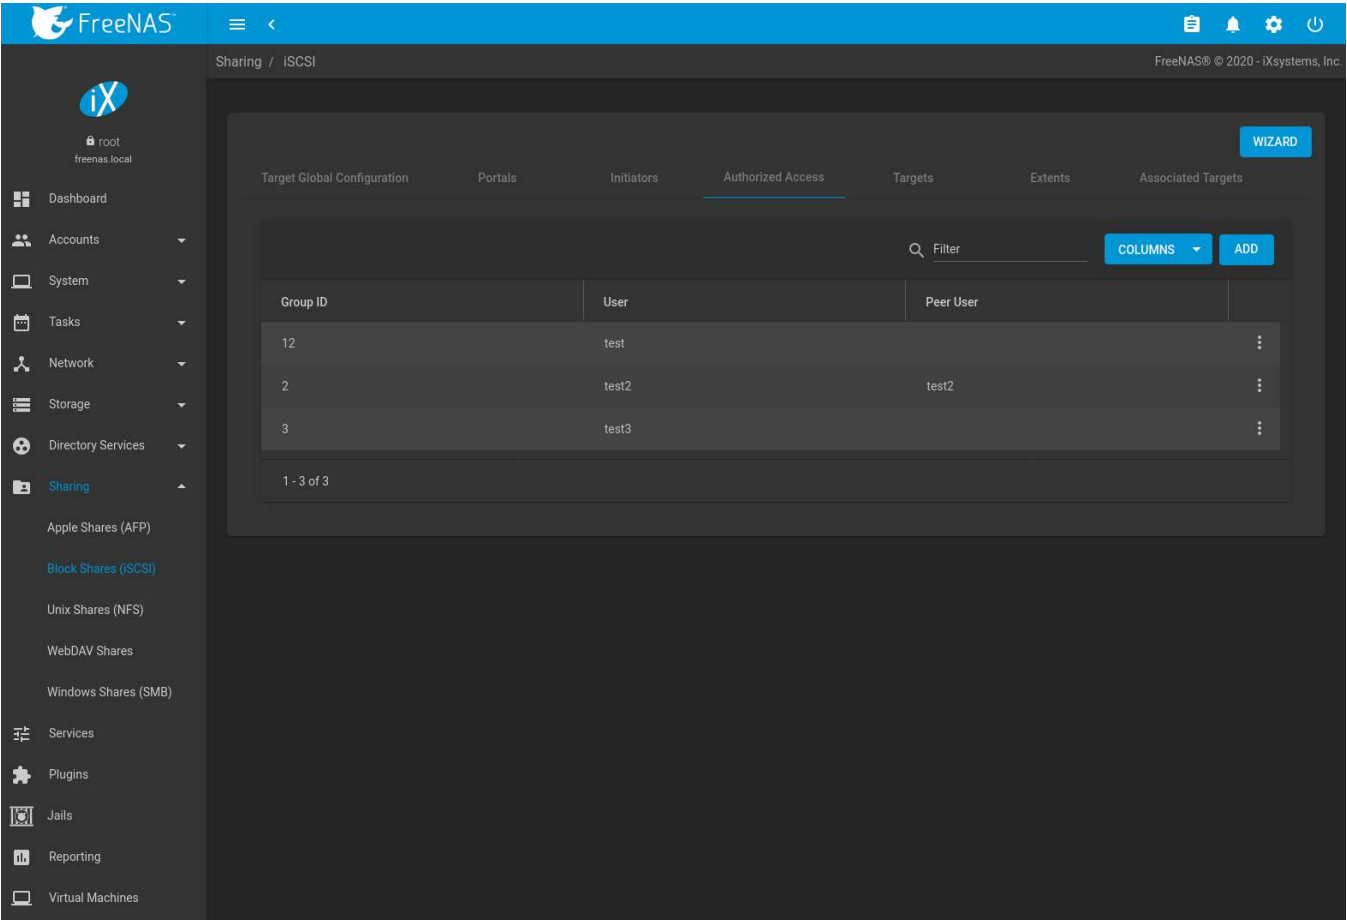 FreeNAS™
Sharing / iSCSI
FreeNAS® © 2020 - iXsystems, Inc.
iX
root
freenas.local
Dashboard
Accounts
System
Tasks
Network
Storage
Directory Services
Sharing
Apple Shares (AFP)
Block Shares (iSCSI)
Unix Shares (NFS)
WebDAV Shares
Windows Shares (SMB)
Services
Plugins
Jails
Reporting
Virtual Machines
WIZARD
Target Global Configuration Portals Initiators Authorized Access Targets Extents Associated Targets
Filter COLUMNS ADD
Group ID User Peer User
12 test
2 test2 test2
3 test3
1 - 3 of 3